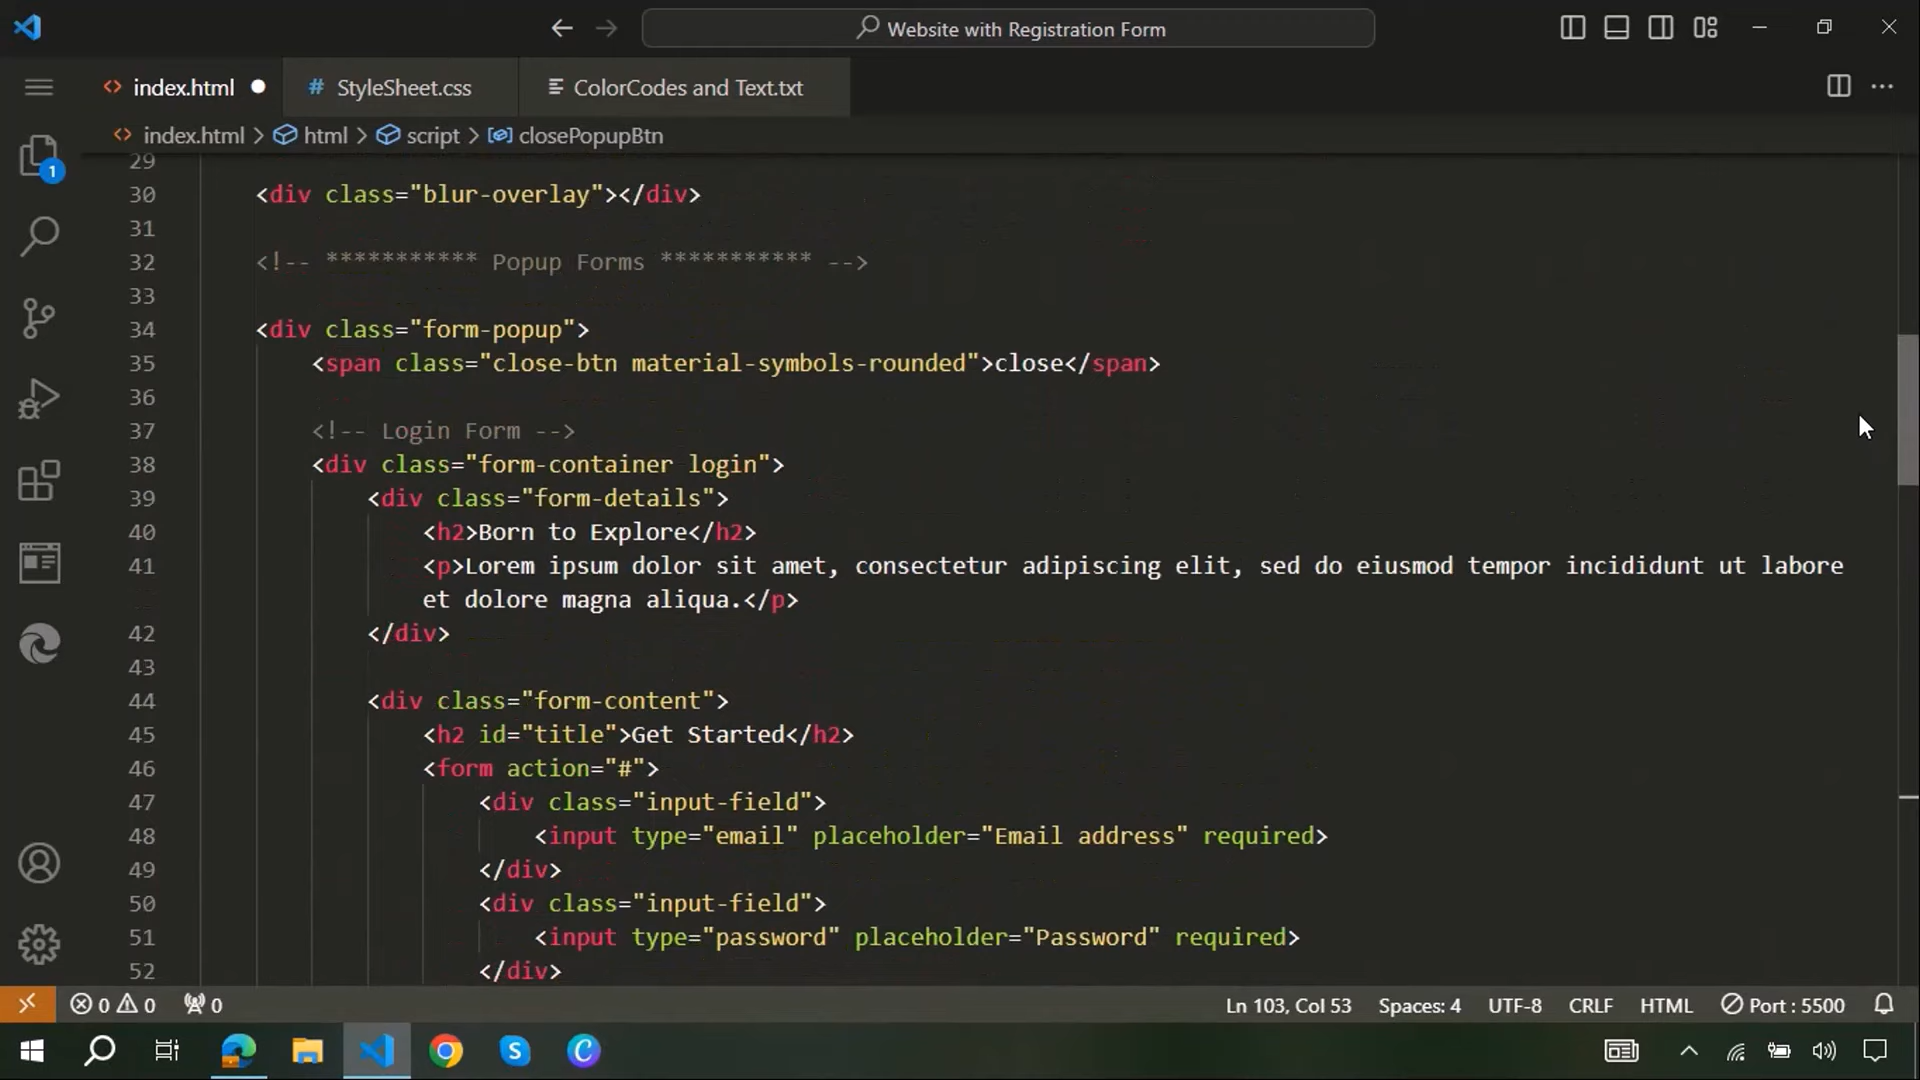 Website with Registration Form
index.html
# StyleSheet.css
ColorCodes and Text.txt
index.html > html > script > closePopupBtn
1
29
30 <div class="blur-overlay"></div>
31
32 <!-- *********** Popup Forms *********** -->
33
34 <div class="form-popup">
35 <span class="close-btn material-symbols-rounded">close</span>
36
37 <!-- Login Form -->
38 <div class="form-container login">
39 <div class="form-details">
40 <h2>Born to Explore</h2>
41 <p>Lorem ipsum dolor sit amet, consectetur adipiscing elit, sed do eiusmod tempor incididunt ut labore
et dolore magna aliqua.</p>
42 </div>
43
44 <div class="form-content">
45 <h2 id="title">Get Started</h2>
46 <form action="#">
47 <div class="input-field">
48 <input type="email" placeholder="Email address" required>
49 </div>
50 <div class="input-field">
51 <input type="password" placeholder="Password" required>
52 </div>
0 0 0 Ln 103, Col 53 Spaces: 4 UTF-8 CRLF HTML Port : 5500